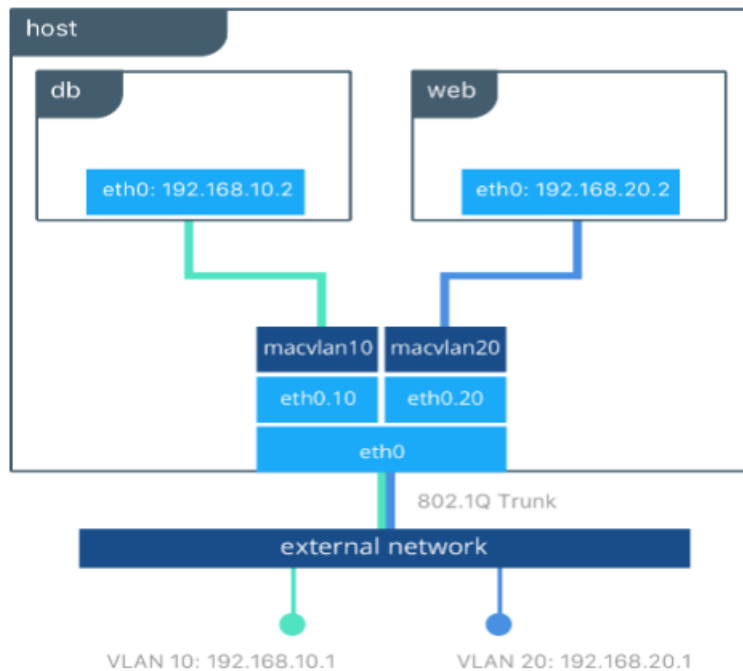 host
db
web
eth0: 192.168.10.2
eth0: 192.168.20.2
macvlan10
macvlan20
eth0.10
eth0.20
eth0
802.1Q Trunk
external network
VLAN 10: 192.168.10.1
VLAN 20: 192.168.20.1